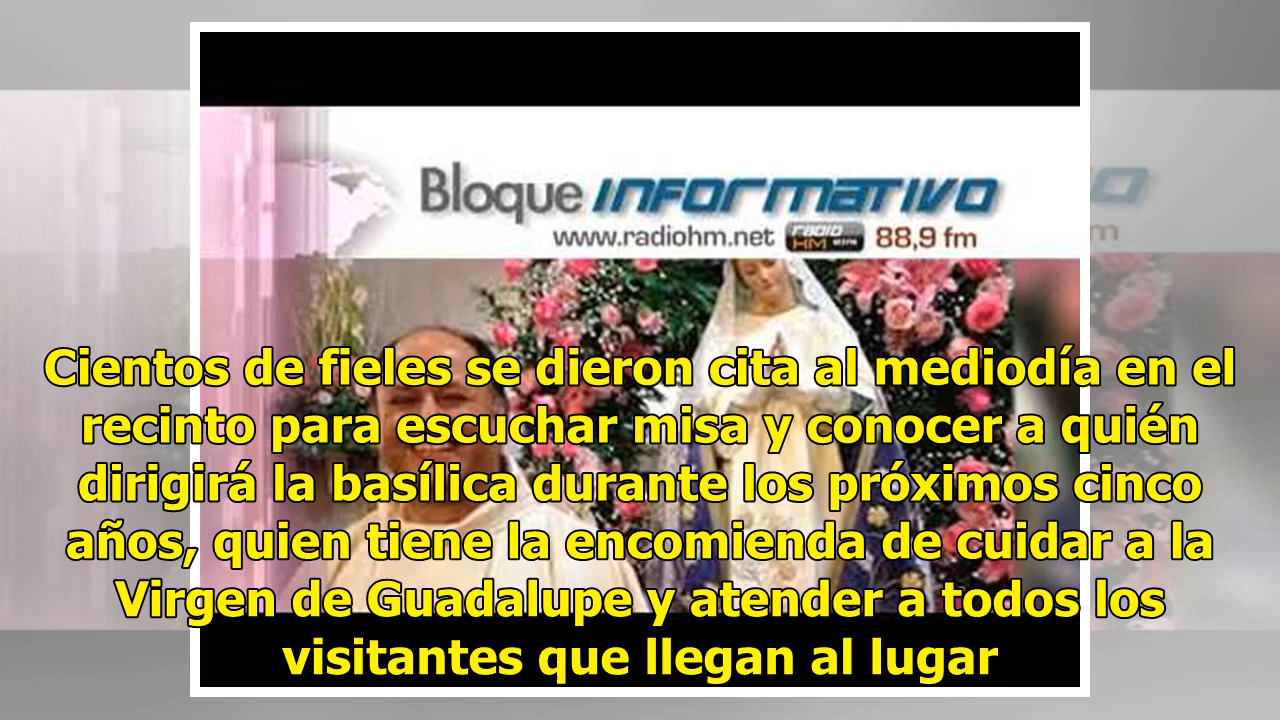 Bloque INFORMATIVO
www.radiohm.net RADIO HM 88,9 fm
Cientos de fieles se dieron cita al mediodía en el
recinto para escuchar misa y conocer a quién
dirigirá la basílica durante los próximos cinco
años, quien tiene la encomienda de cuidar a la
Virgen de Guadalupe y atender a todos los
visitantes que llegan al lugar